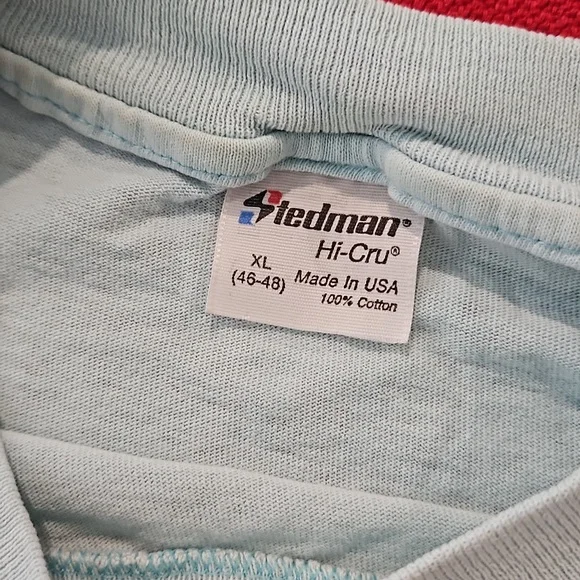 Stedman®
Hi-Cru®
XL
(46-48)
Made In USA
100% Cotton